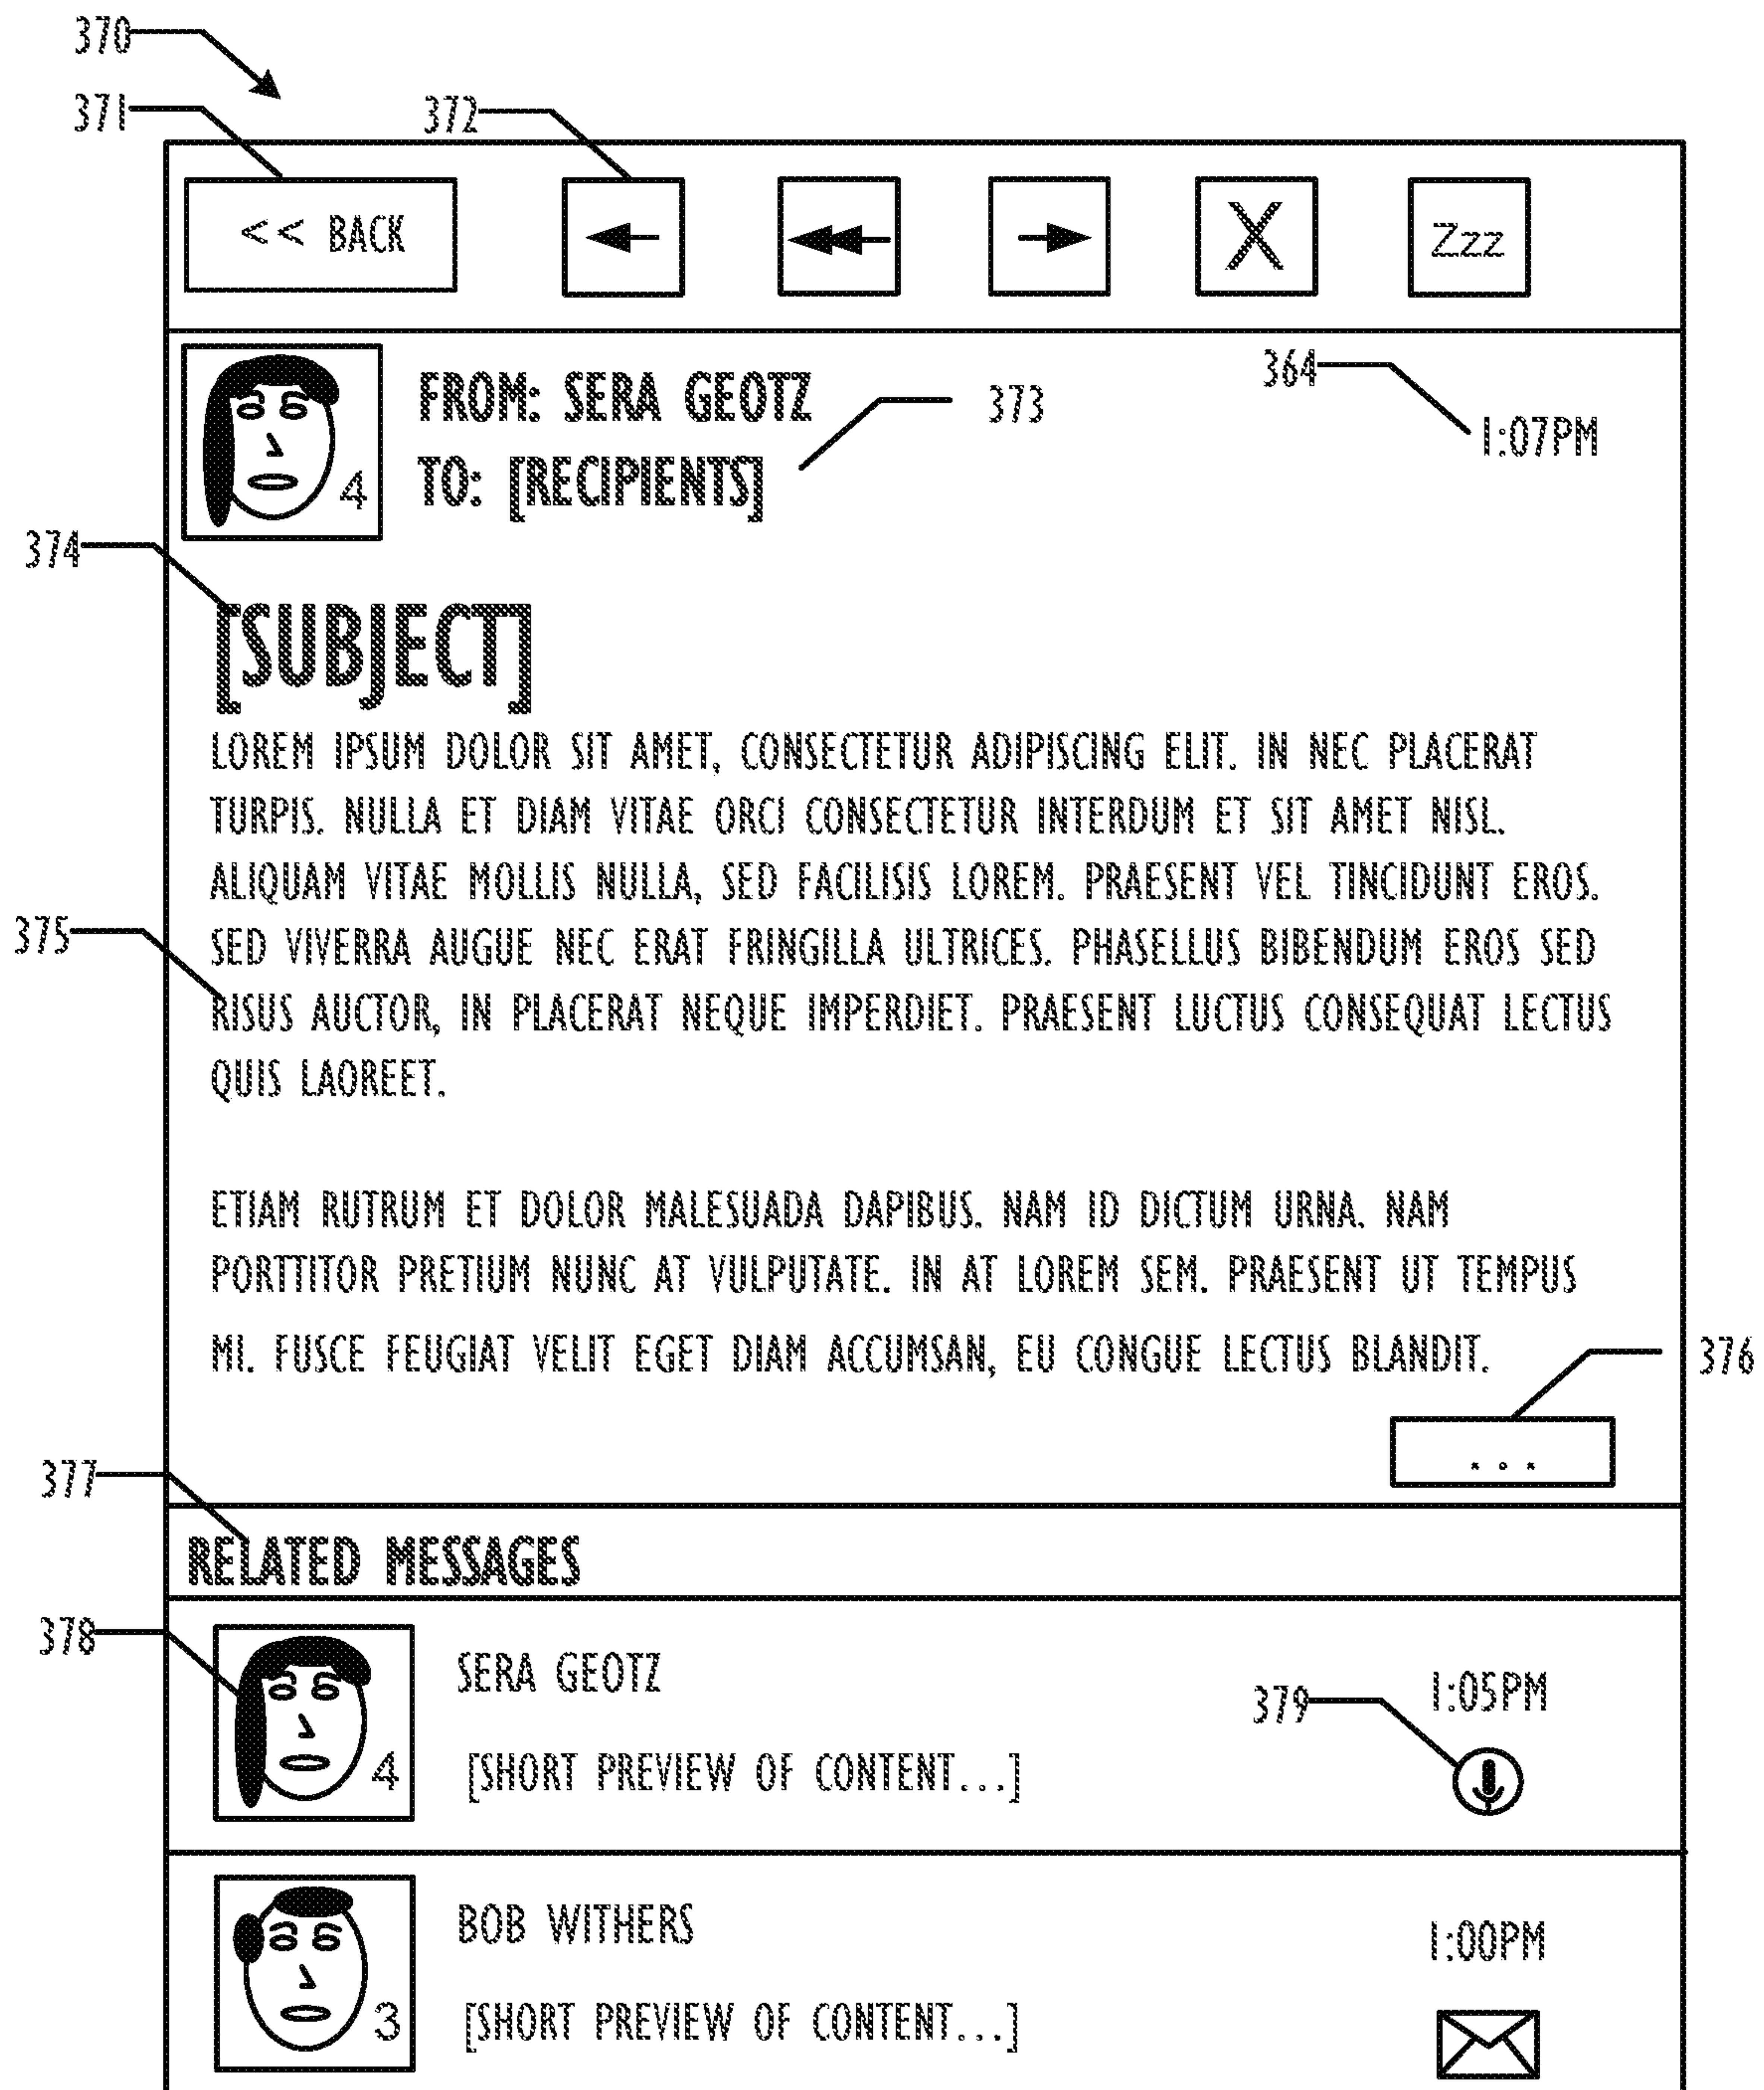 370
371
372
<< BACK
X
Zzz
FROM: SERA GEOTZ
373
364
1:07PM
TO: [RECIPIENTS]
4
374
[SUBJECT]
LOREM IPSUM DOLOR SIT AMET, CONSECTETUR ADIPISCING ELIT. IN NEC PLACERAT
TURPIS. NULLA ET DIAM VITAE ORCI CONSECTETUR INTERDUM ET SIT AMET NISL.
ALIQUAM VITAE MOLLIS NULLA, SED FACILISIS LOREM. PRAESENT VEL TINCIDUNT EROS.
375
SED VIVERRA AUGUE NEC ERAT FRINGILLA ULTRICES. PHASELLUS BIBENDUM EROS SED
RISUS AUCTOR, IN PLACERAT NEQUE IMPERDIET. PRAESENT LUCTUS CONSEQUAT LECTUS
QUIS LAOREET.
ETIAM RUTRUM ET DOLOR MALESUADA DAPIBUS. NAM ID DICTUM URNA. NAM
PORTTITOR PRETIUM NUNC AT VULPUTATE. IN AT LOREM SEM. PRAESENT UT TEMPUS
MI. FUSCE FEUGIAT VELIT EGET DIAM ACCUMSAN, EU CONGUE LECTUS BLANDIT.
376
...
377
RELATED MESSAGES
378
SERA GEOTZ
1:05PM
379
4
[SHORT PREVIEW OF CONTENT...]
BOB WITHERS
1:00PM
3
[SHORT PREVIEW OF CONTENT...]